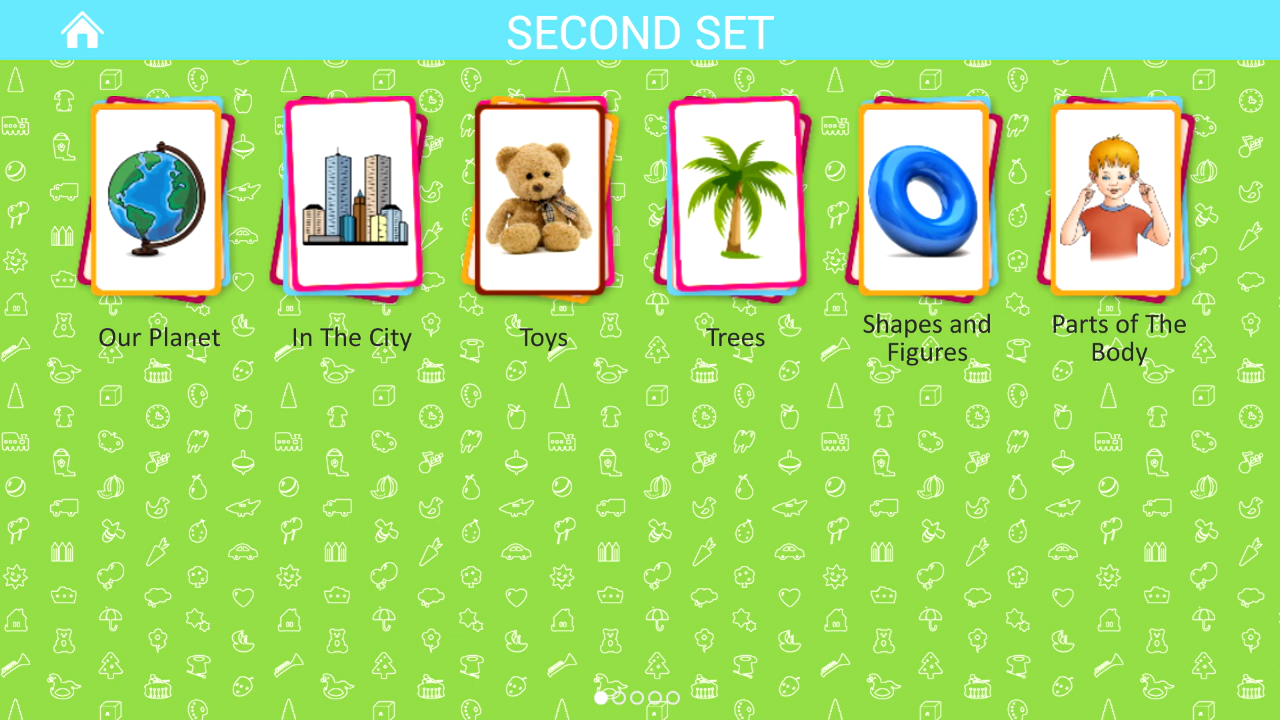 SECOND SET
Our Planet
In The City
Toys
Trees
Shapes and
Figures
Parts of The
Body